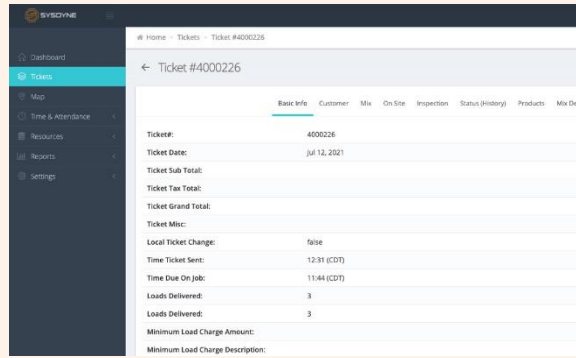 SYSDYNE
Home > Tickets > Ticket #4000226
Dashboard
Tickets
Map
Time & Attendance
Resources
Reports
Settings
← Ticket #4000226
Basic Info Customer Mix On Site Inspection Status (History) Products Mix De
Ticket#: 4000226
Ticket Date: Jul 12, 2021
Ticket Sub Total:
Ticket Tax Total:
Ticket Grand Total:
Ticket Misc:
Local Ticket Change: false
Time Ticket Sent: 12:31 (CDT)
Time Due On Job: 11:44 (CDT)
Loads Delivered: 3
Loads Delivered: 3
Minimum Load Charge Amount:
Minimum Load Charge Description: